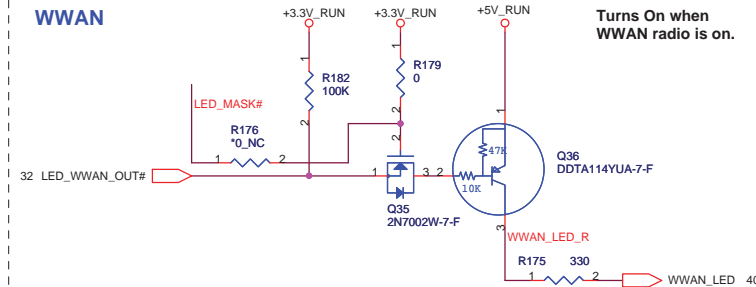 WWAN
+3.3V_RUN
+3.3V_RUN
+5V_RUN
Turns On when
WWAN radio is on.
1
R182
100K
2
1
R179
0
2
LED_MASK#
R176
*0_NC
1
2
2
1
47K
10K
Q36
DDTA114YUA-7-F
32 LED_WWAN_OUT#
1
3
2
Q35
2N7002W-7-F
3
WWAN_LED_R
R175 330
1
2
WWAN_LED 40